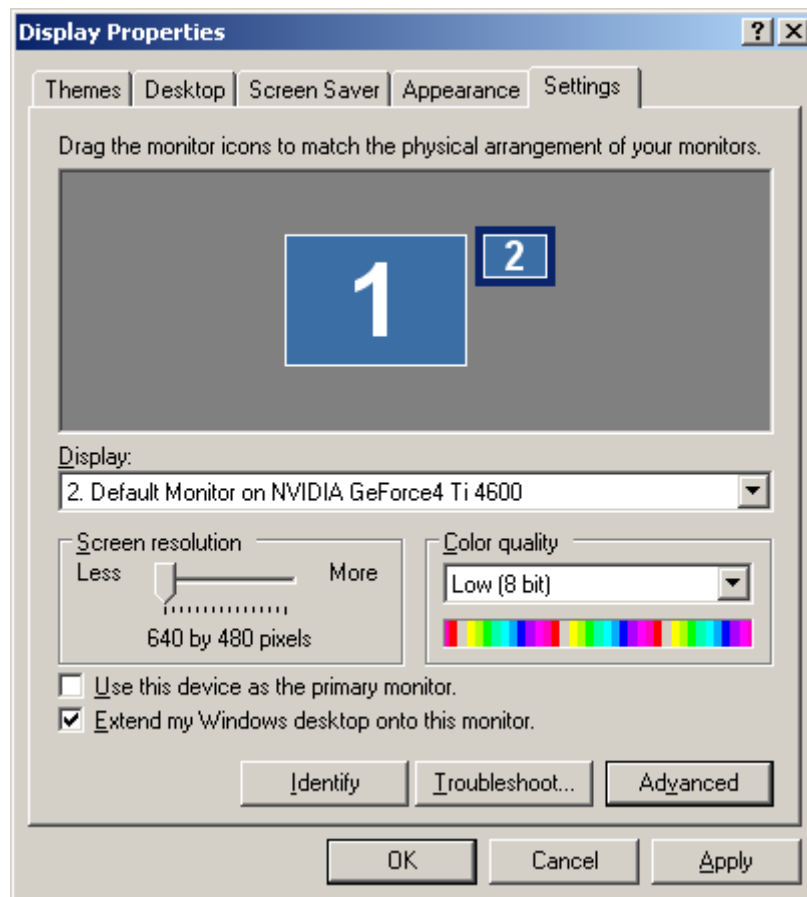 Display Properties
Themes Desktop Screen Saver Appearance Settings
Drag the monitor icons to match the physical arrangement of your monitors.
1 2
Display:
2. Default Monitor on NVIDIA GeForce4 Ti 4600
Screen resolution Color quality
Less More Low (8 bit)
640 by 480 pixels
Use this device as the primary monitor.
Extend my Windows desktop onto this monitor.
Identify Troubleshoot... Advanced
OK Cancel Apply